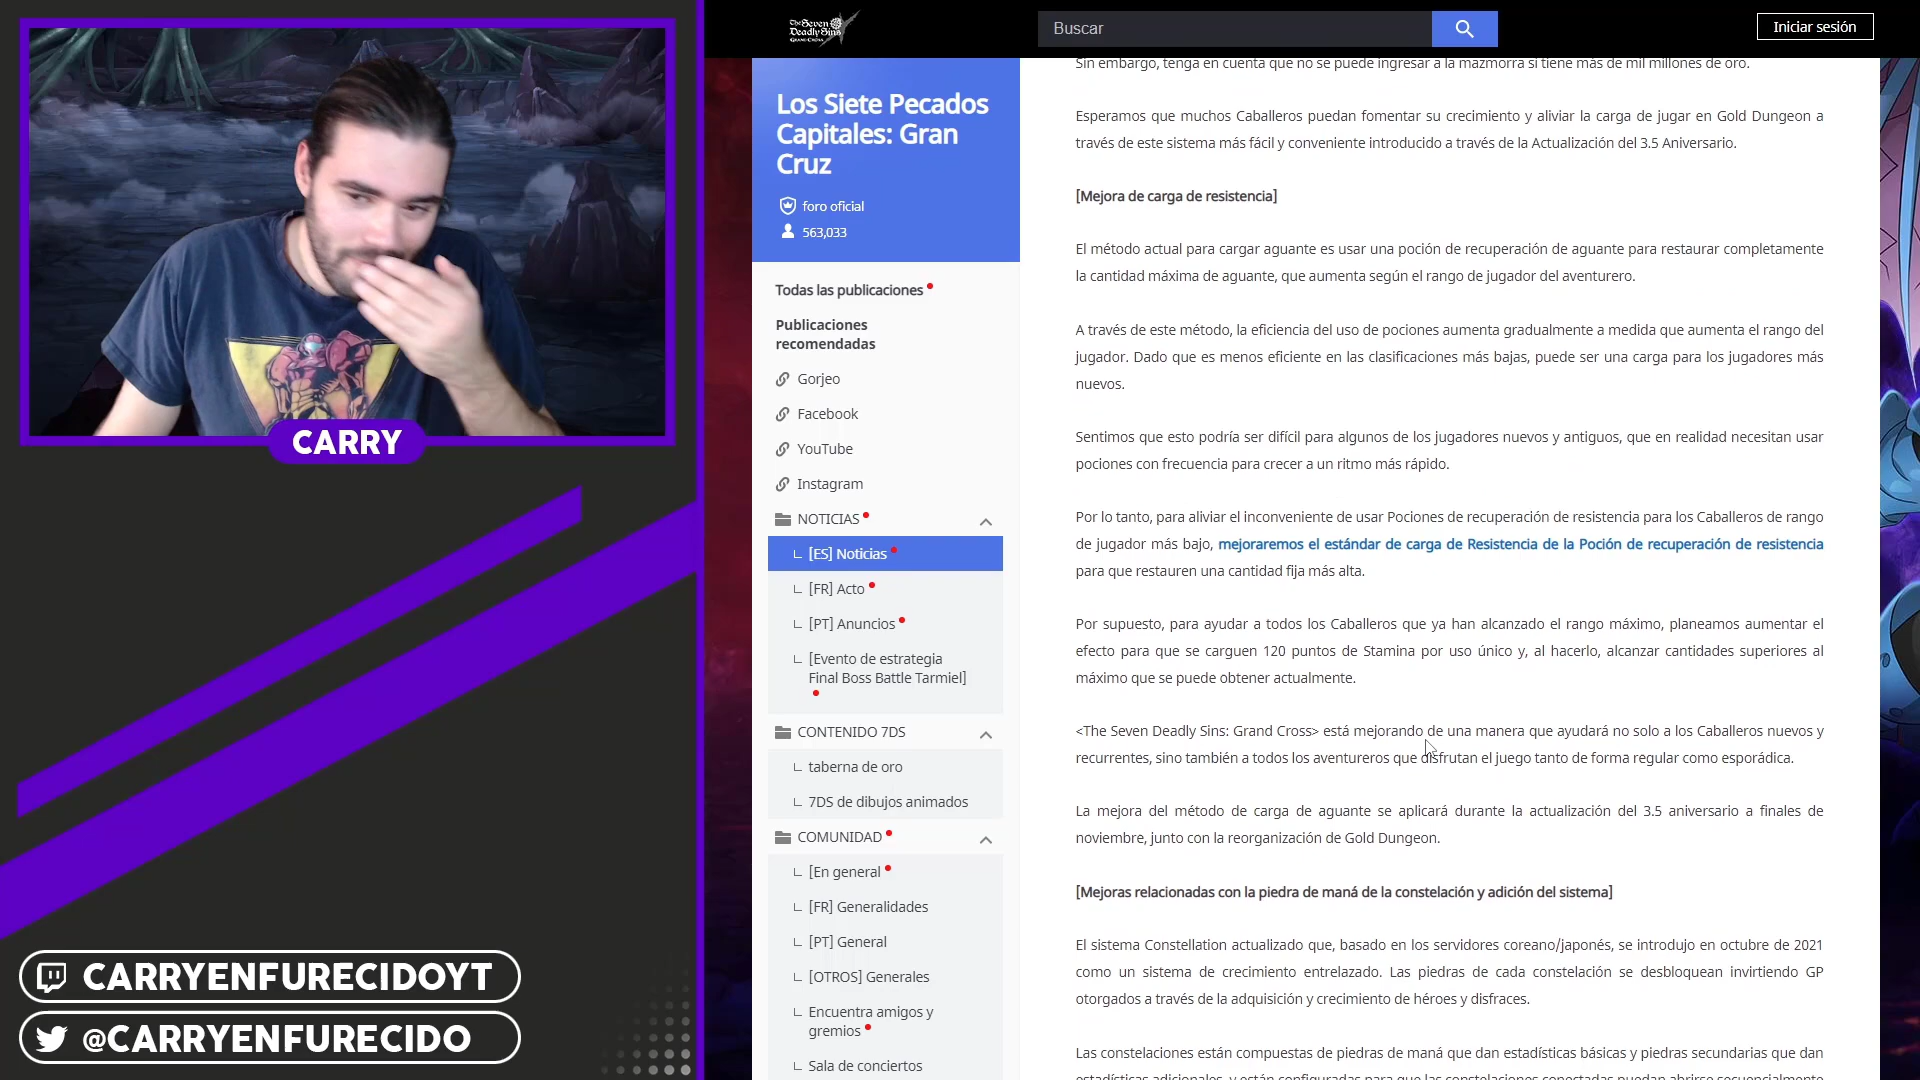 CARRY
CARRYENFURECIDOYT
@CARRYENFURECIDO
The Seven
Deadly Sins
GRAND CROSS
Buscar
Iniciar sesión
Los Siete Pecados
Capitales: Gran
Cruz
foro oficial
563,033
Todas las publicaciones
Publicaciones
recomendadas
Gorjeo
Facebook
YouTube
Instagram
NOTICIAS
[ES] Noticias
[FR] Acto
[PT] Anuncios
[Evento de estrategia
Final Boss Battle Tarmiel]
CONTENIDO 7DS
taberna de oro
7DS de dibujos animados
COMUNIDAD
[En general
[FR] Generalidades
[PT] General
[OTROS] Generales
Encuentra amigos y
gremios
Sala de conciertos
Sin embargo, tenga en cuenta que no se puede ingresar a la mazmorra si tiene más de mil millones de oro.
Esperamos que muchos Caballeros puedan fomentar su crecimiento y aliviar la carga de jugar en Gold Dungeon a
través de este sistema más fácil y conveniente introducido a través de la Actualización del 3.5 Aniversario.
[Mejora de carga de resistencia]
El método actual para cargar aguante es usar una poción de recuperación de aguante para restaurar completamente
la cantidad máxima de aguante, que aumenta según el rango de jugador del aventurero.
A través de este método, la eficiencia del uso de pociones aumenta gradualmente a medida que aumenta el rango del
jugador. Dado que es menos eficiente en las clasificaciones más bajas, puede ser una carga para los jugadores más
nuevos.
Sentimos que esto podría ser difícil para algunos de los jugadores nuevos y antiguos, que en realidad necesitan usar
pociones con frecuencia para crecer a un ritmo más rápido.
Por lo tanto, para aliviar el inconveniente de usar Pociones de recuperación de resistencia para los Caballeros de rango
de jugador más bajo, mejoraremos el estándar de carga de Resistencia de la Poción de recuperación de resistencia
para que restauren una cantidad fija más alta.
Por supuesto, para ayudar a todos los Caballeros que ya han alcanzado el rango máximo, planeamos aumentar el
efecto para que se carguen 120 puntos de Stamina por uso único y, al hacerlo, alcanzar cantidades superiores al
máximo que se puede obtener actualmente.
<The Seven Deadly Sins: Grand Cross> está mejorando de una manera que ayudará no solo a los Caballeros nuevos y
recurrentes, sino también a todos los aventureros que disfrutan el juego tanto de forma regular como esporádica.
La mejora del método de carga de aguante se aplicará durante la actualización del 3.5 aniversario a finales de
noviembre, junto con la reorganización de Gold Dungeon.
[Mejoras relacionadas con la piedra de maná de la constelación y adición del sistema]
El sistema Constellation actualizado que, basado en los servidores coreano/japonés, se introdujo en octubre de 2021
como un sistema de crecimiento entrelazado. Las piedras de cada constelación se desbloquean invirtiendo GP
otorgados a través de la adquisición y crecimiento de héroes y disfraces.
Las constelaciones están compuestas de piedras de maná que dan estadísticas básicas y piedras secundarias que dan
estadísticas adicionales, y están configuradas para que las constelaciones conectadas puedan abrirse secuencialmente